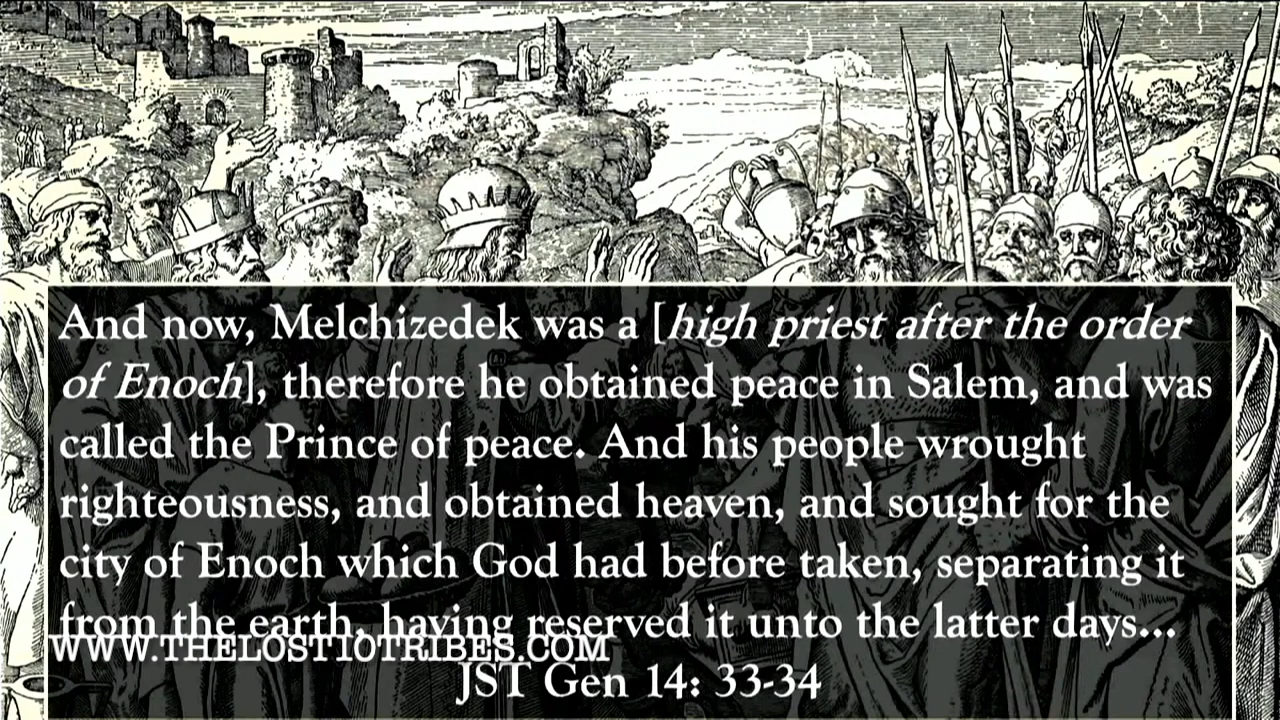 And now, Melchizedek was a [high priest after the order
of Enoch], therefore he obtained peace in Salem, and was
called the Prince of peace. And his people wrought
righteousness, and obtained heaven, and sought for the
city of Enoch which God had before taken, separating it
from the earth, having reserved it unto the latter days...
WWW.THELOST10TRIBES.COM
JST Gen 14: 33-34